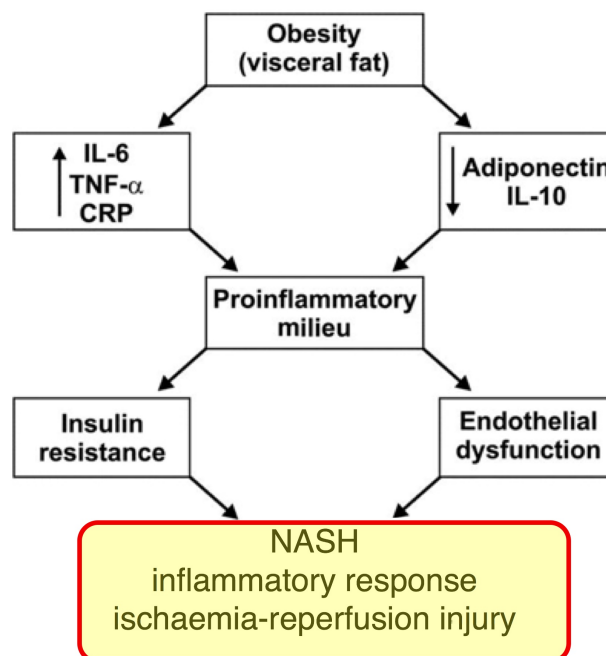 Obesity
(visceral fat)
IL-6
TNF-α
CRP
Adiponectin
IL-10
Proinflammatory
milieu
Insulin
resistance
Endothelial
dysfunction
NASH
inflammatory response
ischaemia-reperfusion injury